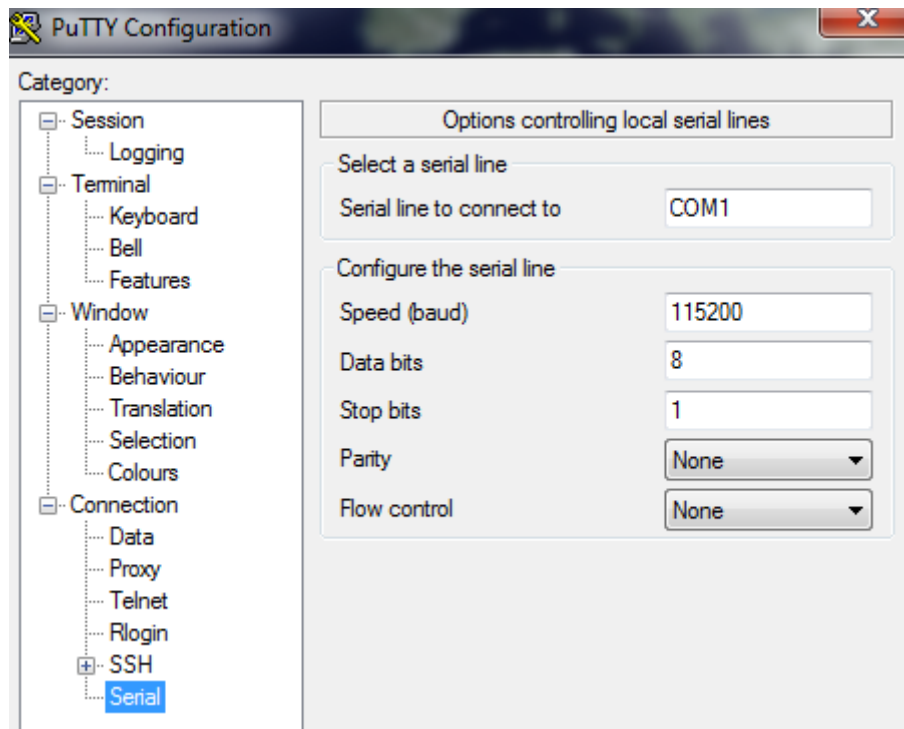 PuTTY Configuration
Category:
Session
Logging
Terminal
Keyboard
Bell
Features
Window
Appearance
Behaviour
Translation
Selection
Colours
Connection
Data
Proxy
Telnet
Rlogin
SSH
Serial
Options controlling local serial lines
Select a serial line
Serial line to connect to COM1
Configure the serial line
Speed (baud) 115200
Data bits 8
Stop bits 1
Parity None
Flow control None